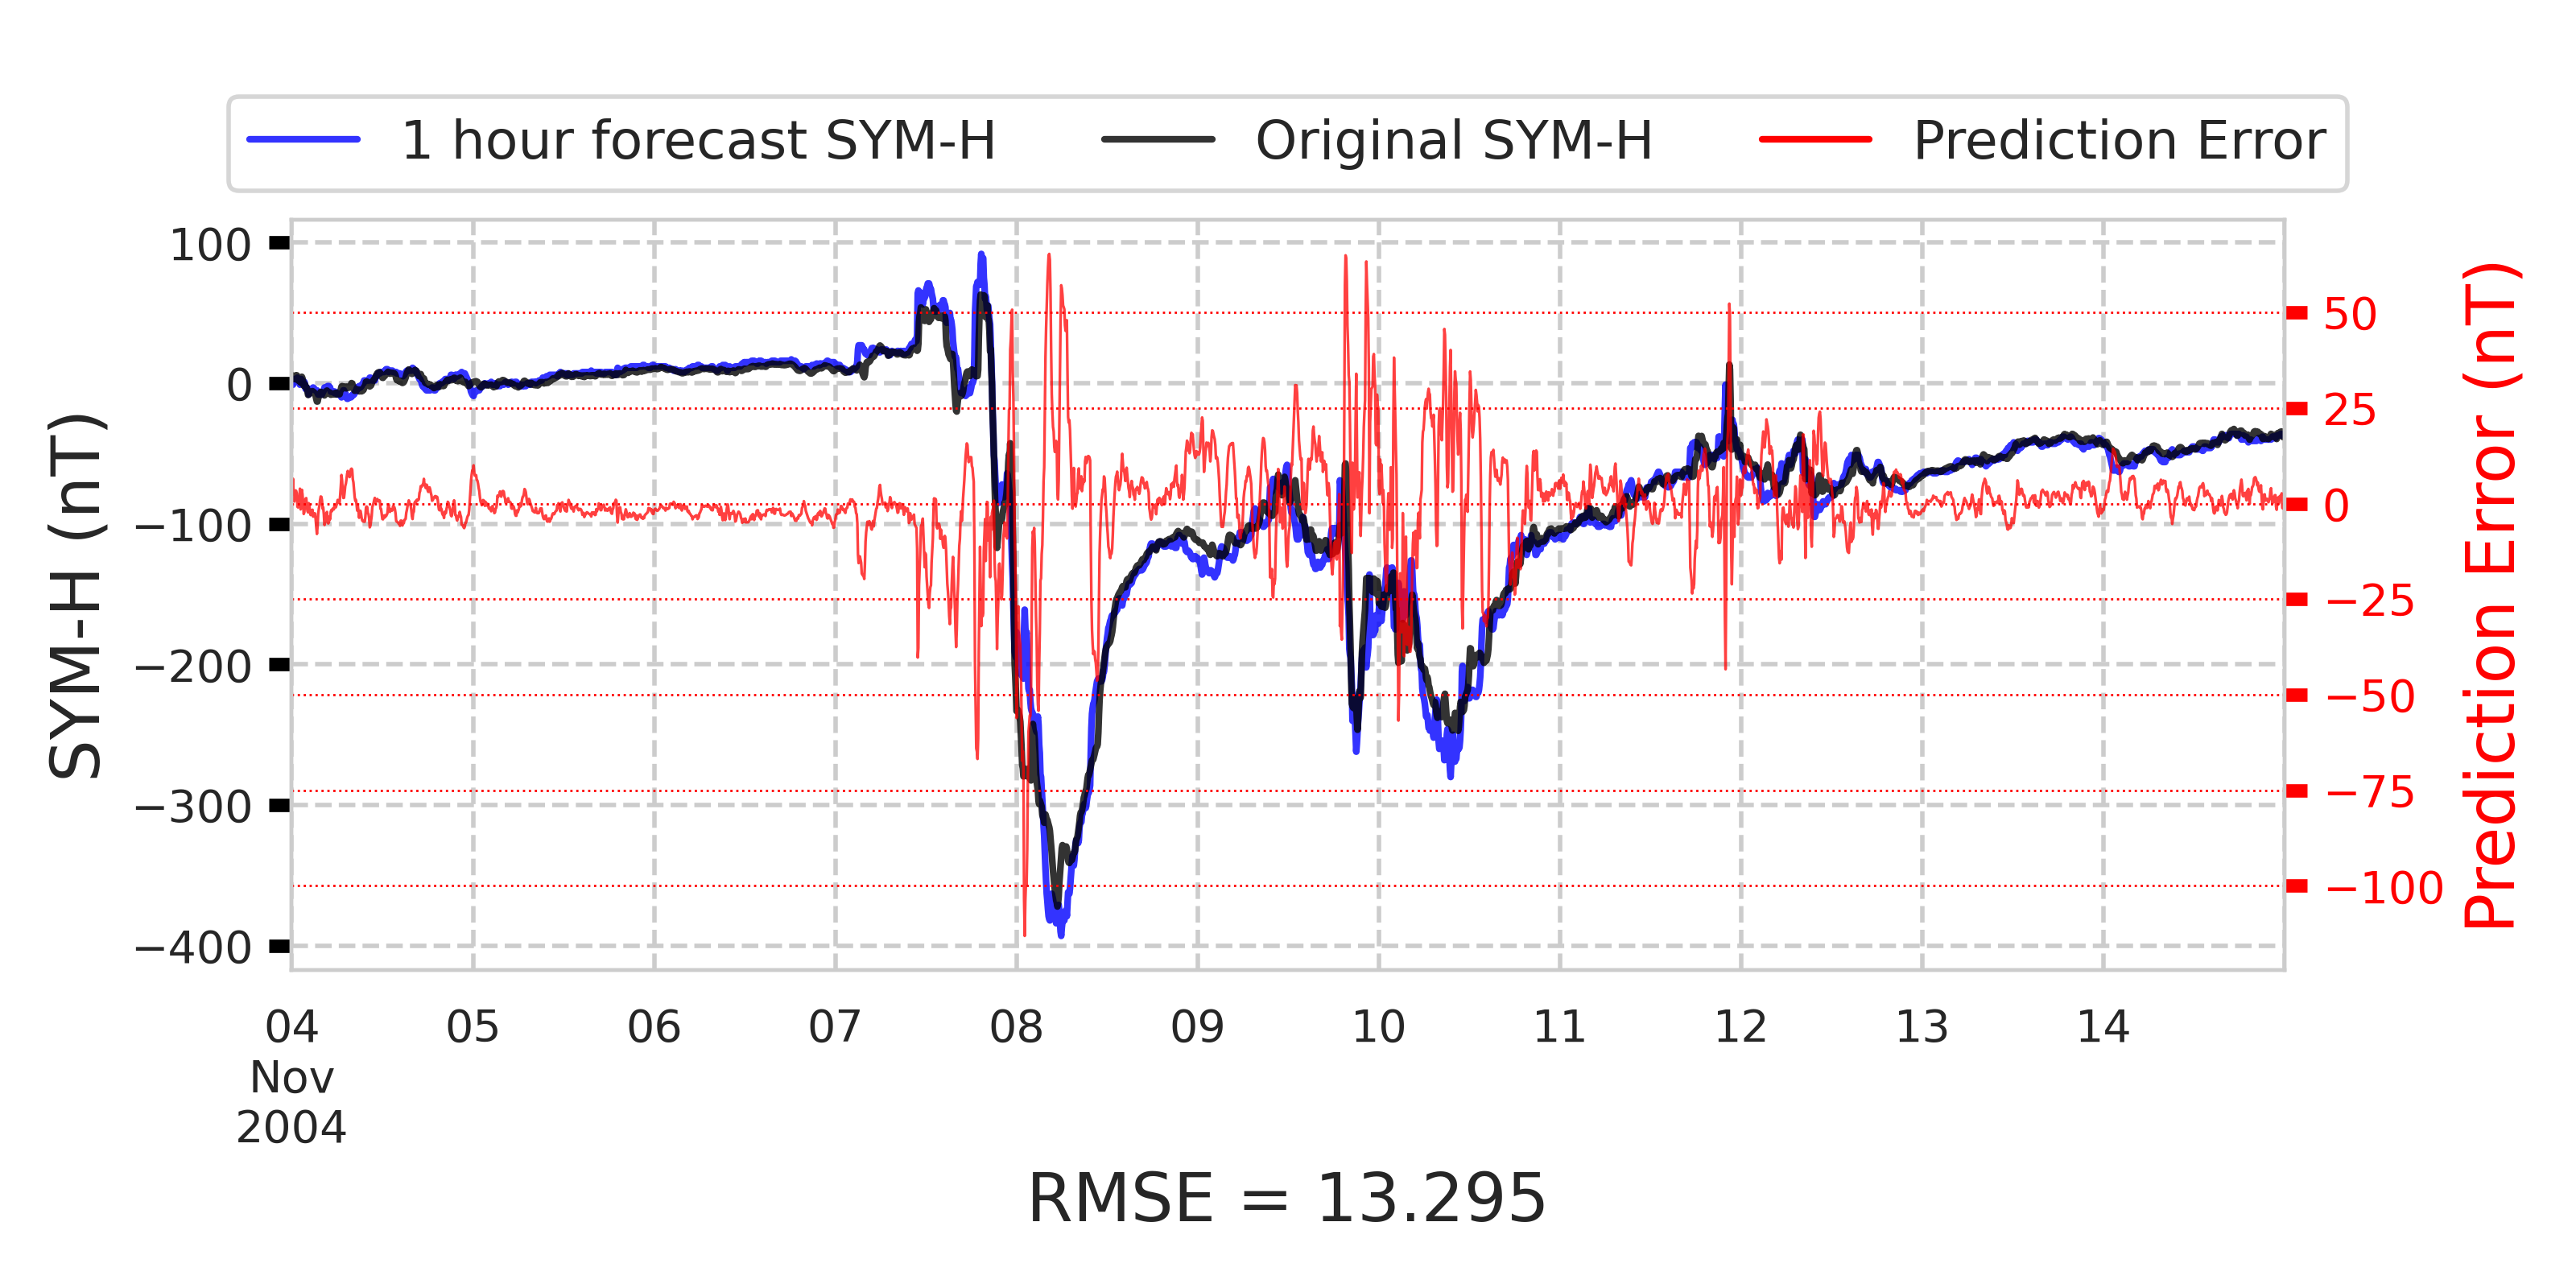 1 hour forecast SYM-H Original SYM-H Prediction Error
SYM-H (nT)
100
0
−100
−200
−300
−400
50
25
0
−25
−50
−75
−100
Prediction Error (nT)
04 05 06 07 08 09 10 11 12 13 14
Nov
2004
RMSE = 13.295